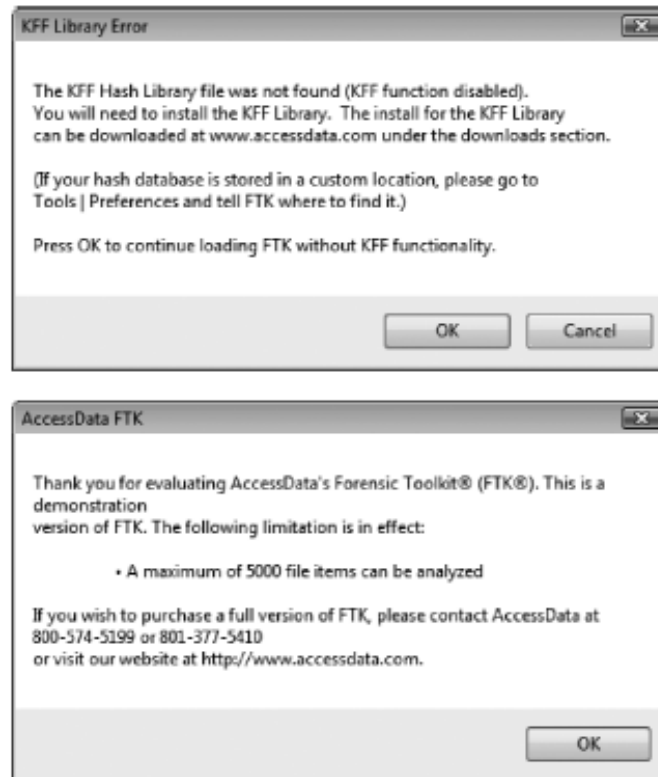 KFF Library Error
The KFF Hash Library file was not found (KFF function disabled).
You will need to install the KFF Library. The install for the KFF Library
can be downloaded at www.accessdata.com under the downloads section.
(If your hash database is stored in a custom location, please go to
Tools | Preferences and tell FTK where to find it.)
Press OK to continue loading FTK without KFF functionality.
OK Cancel
AccessData FTK
Thank you for evaluating AccessData's Forensic Toolkit® (FTK®). This is a
demonstration
version of FTK. The following limitation is in effect:
• A maximum of 5000 file items can be analyzed
If you wish to purchase a full version of FTK, please contact AccessData at
800-574-5199 or 801-377-5410
or visit our website at http://www.accessdata.com.
OK